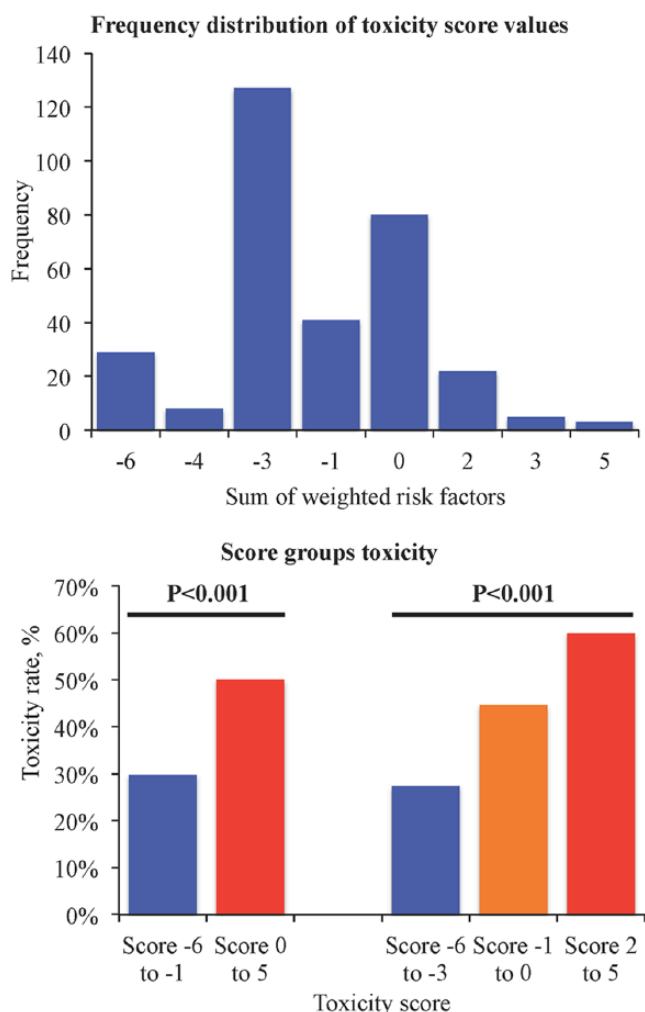 Frequency distribution of toxicity score values
140
120
100
80
60
40
20
0
Frequency
-6 -4 -3 -1 0 2 3 5
Sum of weighted risk factors
Score groups toxicity
70%
60%
50%
40%
30%
20%
10%
0%
Toxicity rate, %
P<0.001 P<0.001
Score -6 Score 0 Score -6 Score -1 Score 2
to -1 to 5 to -3 to 0 to 5
Toxicity score